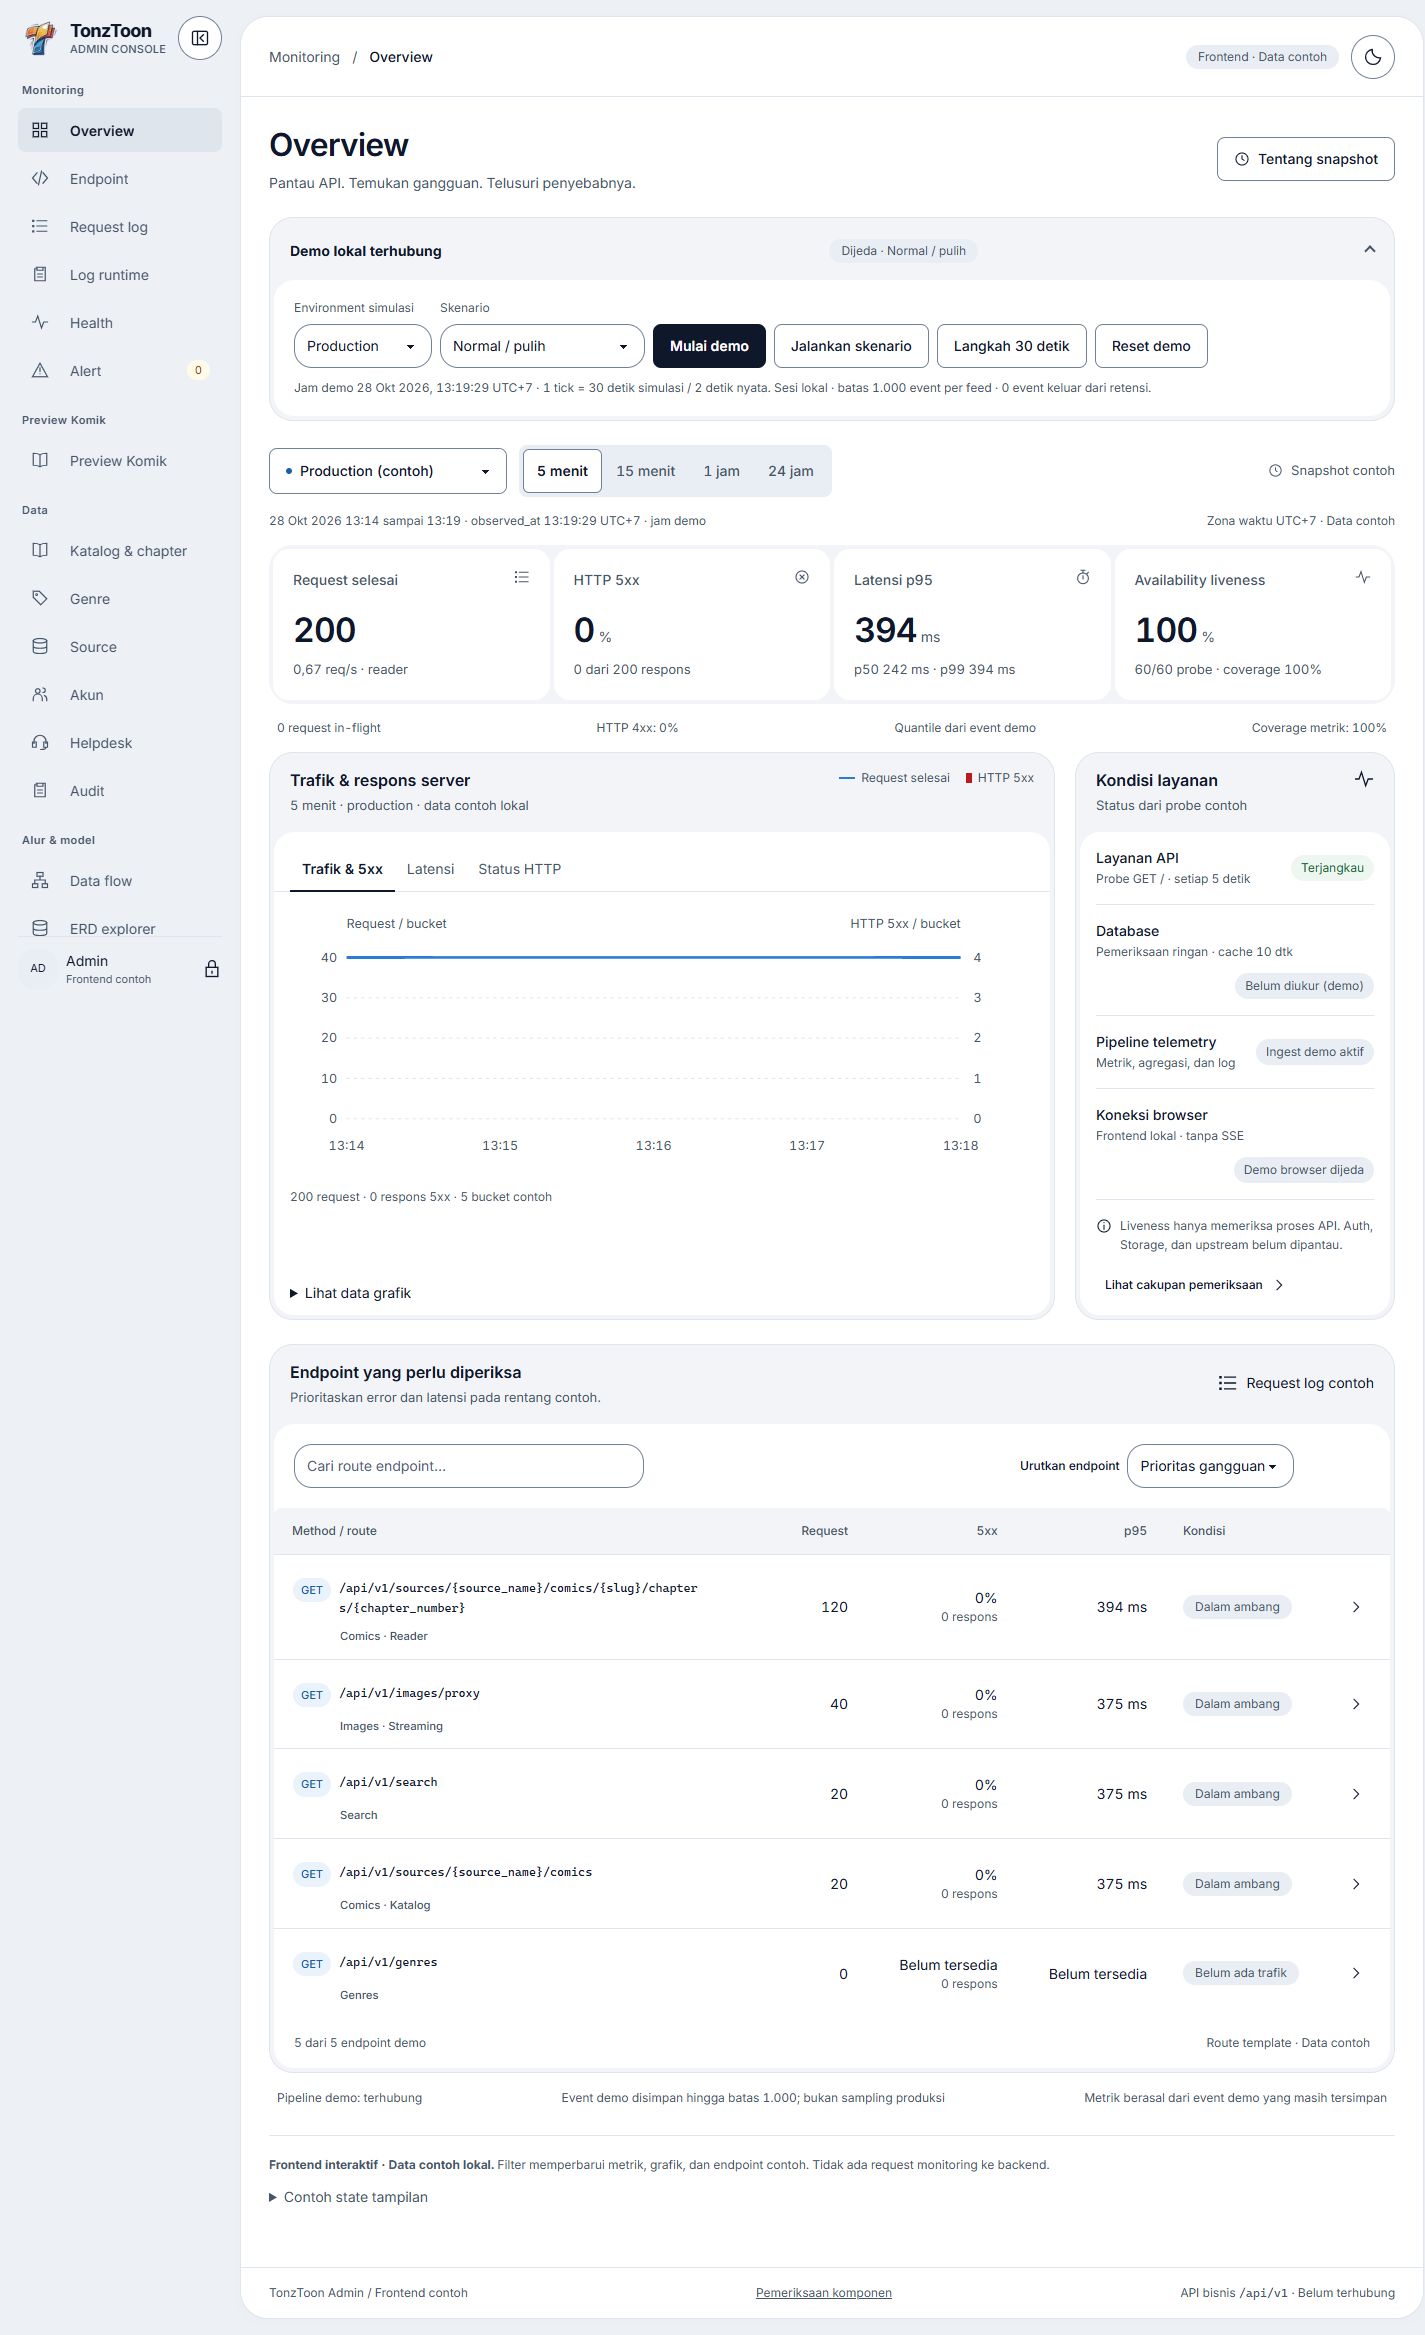 TonzToon
ADMIN CONSOLE
Monitoring
Overview
Endpoint
Request log
Log runtime
Health
Alert 0
Preview Komik
Preview Komik
Data
Katalog & chapter
Genre
Source
Akun
Helpdesk
Audit
Alur & model
Data flow
ERD explorer
AD Admin
Frontend contoh
Monitoring / Overview
Frontend · Data contoh
Overview
Pantau API. Temukan gangguan. Telusuri penyebabnya.
Tentang snapshot
Demo lokal terhubung
Dijeda · Normal / pulih
Environment simulasi Skenario
Production Normal / pulih Mulai demo Jalankan skenario Langkah 30 detik Reset demo
Jam demo 28 Okt 2026, 13:19:29 UTC+7 · 1 tick = 30 detik simulasi / 2 detik nyata. Sesi lokal · batas 1.000 event per feed · 0 event keluar dari retensi.
Production (contoh) 5 menit 15 menit 1 jam 24 jam Snapshot contoh
28 Okt 2026 13:14 sampai 13:19 · observed_at 13:19:29 UTC+7 · jam demo Zona waktu UTC+7 · Data contoh
Request selesai
200
0,67 req/s · reader
HTTP 5xx
0 %
0 dari 200 respons
Latensi p95
394 ms
p50 242 ms · p99 394 ms
Availability liveness
100 %
60/60 probe · coverage 100%
0 request in-flight HTTP 4xx: 0% Quantile dari event demo Coverage metrik: 100%
Trafik & respons server
5 menit · production · data contoh lokal
Request selesai HTTP 5xx
Trafik & 5xx Latensi Status HTTP
Request / bucket HTTP 5xx / bucket
40 4
30 3
20 2
10 1
0 0
13:14 13:15 13:16 13:17 13:18
200 request · 0 respons 5xx · 5 bucket contoh
Lihat data grafik
Kondisi layanan
Status dari probe contoh
Layanan API
Probe GET / · setiap 5 detik
Terjangkau
Database
Pemeriksaan ringan · cache 10 dtk
Belum diukur (demo)
Pipeline telemetry
Metrik, agregasi, dan log
Ingest demo aktif
Koneksi browser
Frontend lokal · tanpa SSE
Demo browser dijeda
Liveness hanya memeriksa proses API. Auth,
Storage, dan upstream belum dipantau.
Lihat cakupan pemeriksaan
Endpoint yang perlu diperiksa
Prioritaskan error dan latensi pada rentang contoh.
Request log contoh
Cari route endpoint... Urutkan endpoint Prioritas gangguan
Method / route Request 5xx p95 Kondisi
GET /api/v1/sources/{source_name}/comics/{slug}/chapter
s/{chapter_number}
Comics · Reader
120 0% 394 ms Dalam ambang
0 respons
GET /api/v1/images/proxy
Images · Streaming
40 0% 375 ms Dalam ambang
0 respons
GET /api/v1/search
Search
20 0% 375 ms Dalam ambang
0 respons
GET /api/v1/sources/{source_name}/comics
Comics · Katalog
20 0% 375 ms Dalam ambang
0 respons
GET /api/v1/genres
Genres
0 Belum tersedia Belum tersedia Belum ada trafik
0 respons
5 dari 5 endpoint demo Route template · Data contoh
Pipeline demo: terhubung Event demo disimpan hingga batas 1.000; bukan sampling produksi Metrik berasal dari event demo yang masih tersimpan
Frontend interaktif · Data contoh lokal. Filter memperbarui metrik, grafik, dan endpoint contoh. Tidak ada request monitoring ke backend.
Contoh state tampilan
TonzToon Admin / Frontend contoh Pemeriksaan komponen API bisnis /api/v1 · Belum terhubung